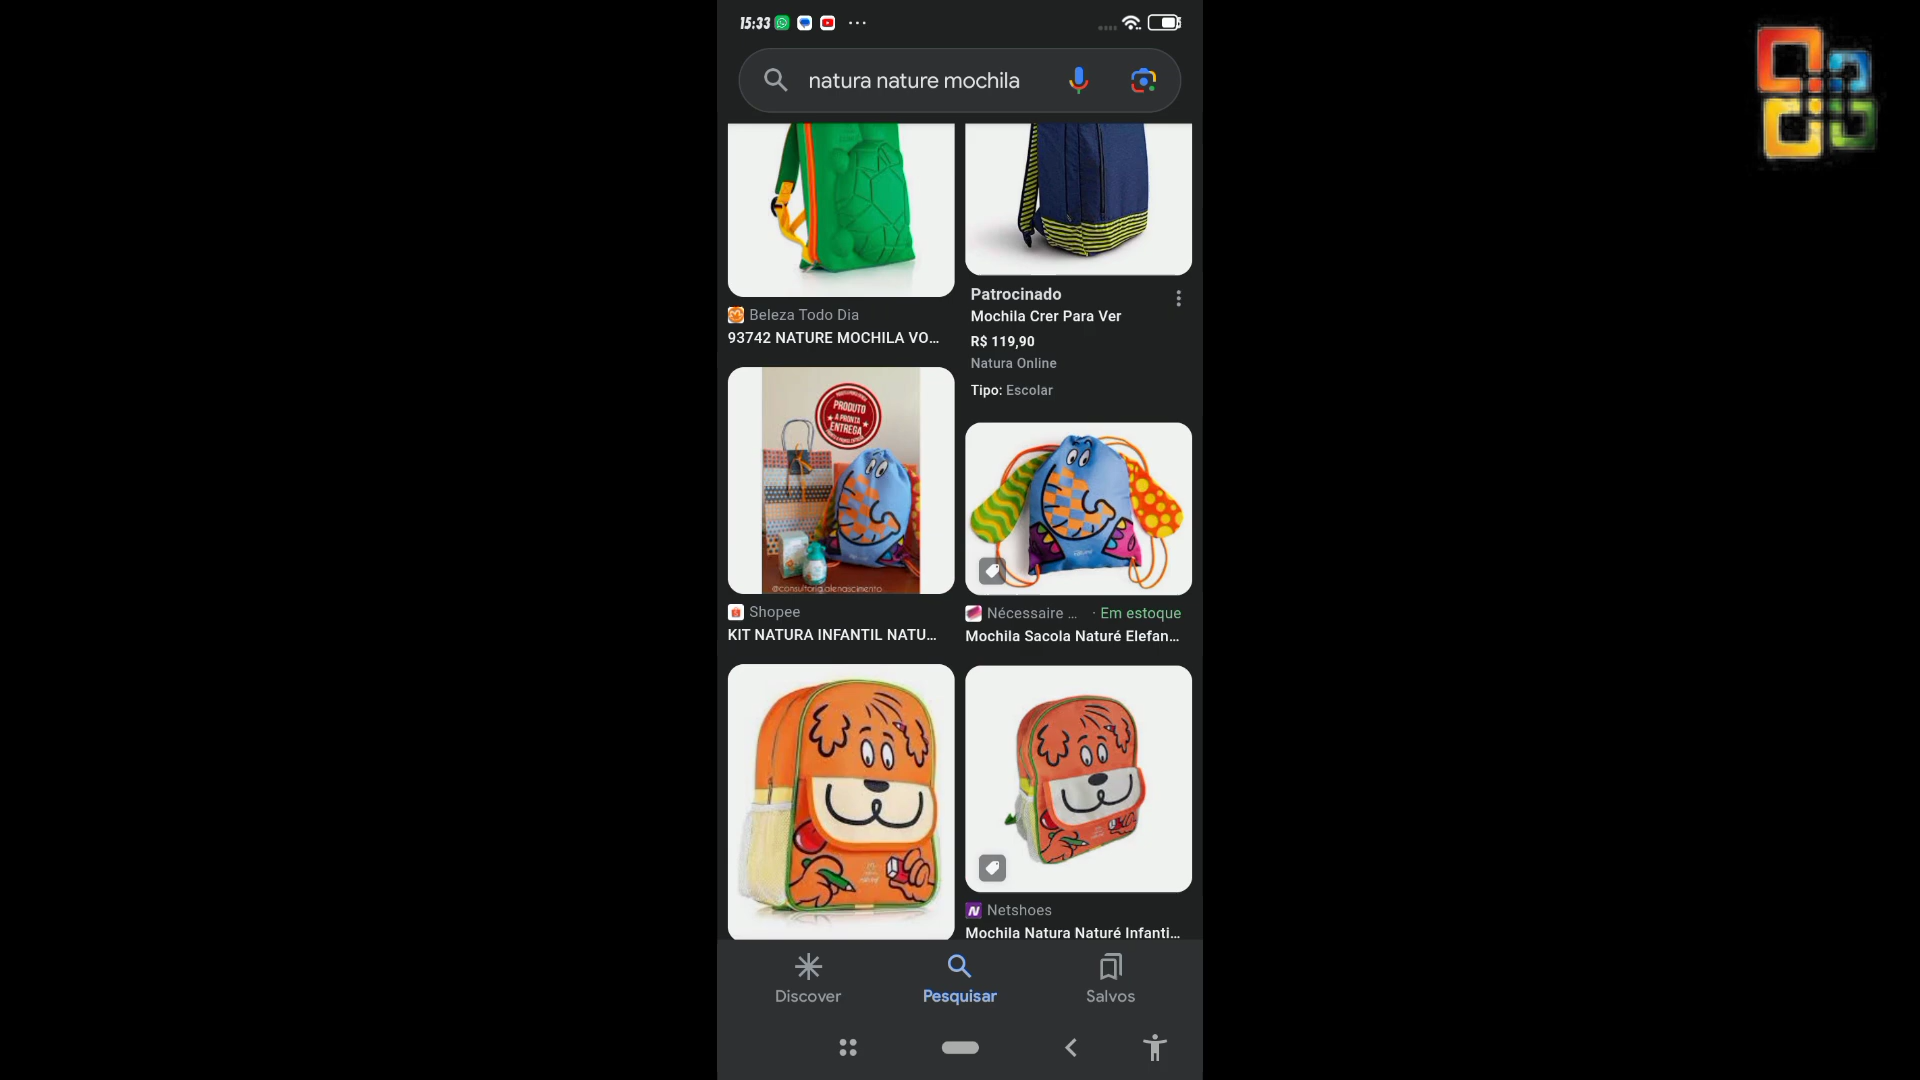 15:33
natura nature mochila
Beleza Todo Dia
93742 NATURE MOCHILA VO...
Patrocinado
Mochila Crer Para Ver
R$ 119,90
Natura Online
Tipo: Escolar
PRODUTO
A PRONTA
ENTREGA
@consultoria.alenascimento
Shopee
KIT NATURA INFANTIL NATU...
Nécessaire ... · Em estoque
Mochila Sacola Naturé Elefan...
Netshoes
Mochila Natura Naturé Infanti...
Discover
Pesquisar
Salvos